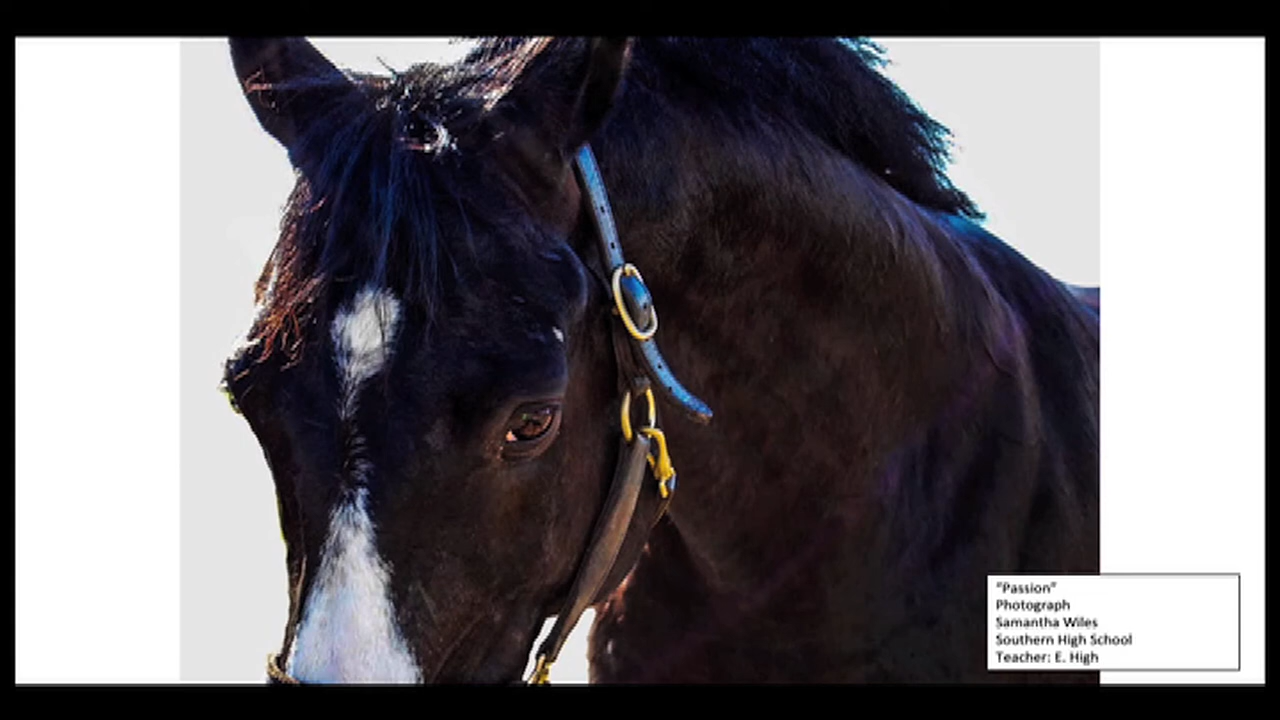 "Passion"
Photograph
Samantha Wiles
Southern High School
Teacher: E. High